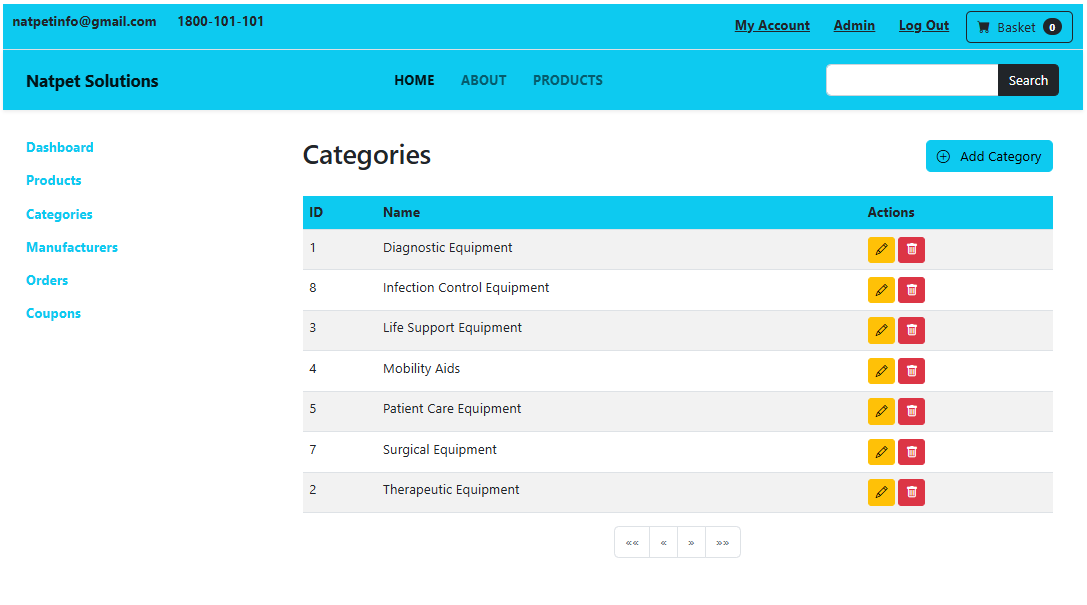 natpetinfo@gmail.com 1800-101-101 My Account Admin Log Out Basket 0
Natpet Solutions HOME ABOUT PRODUCTS Search
Dashboard
Products
Categories
Manufacturers
Orders
Coupons
Categories Add Category
ID Name Actions
1 Diagnostic Equipment
8 Infection Control Equipment
3 Life Support Equipment
4 Mobility Aids
5 Patient Care Equipment
7 Surgical Equipment
2 Therapeutic Equipment
«« « » »»